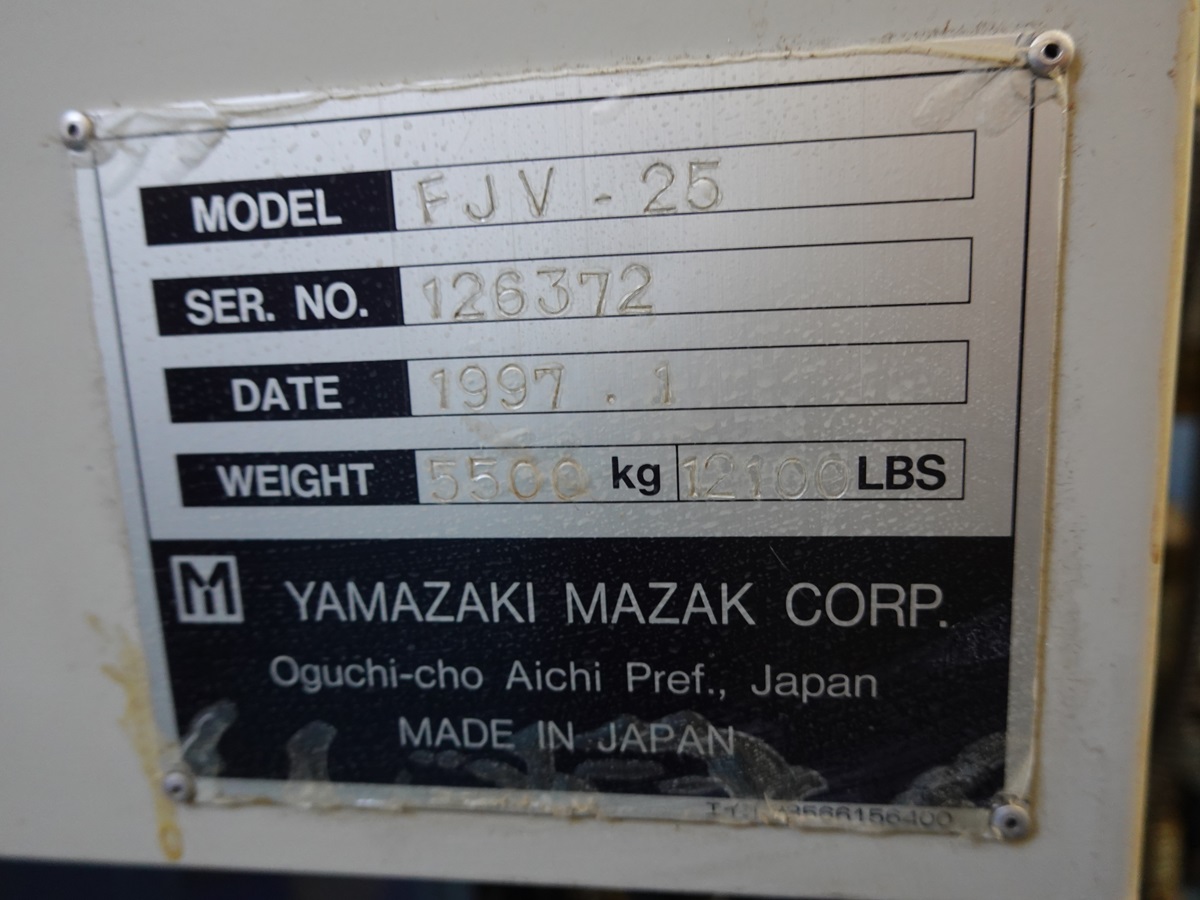 MODEL FJV - 25
SER. NO. 126372
DATE 1997 . 1
WEIGHT 5500 kg 12100 LBS
M YAMAZAKI MAZAK CORP.
Oguchi-cho Aichi Pref., Japan
MADE IN JAPAN